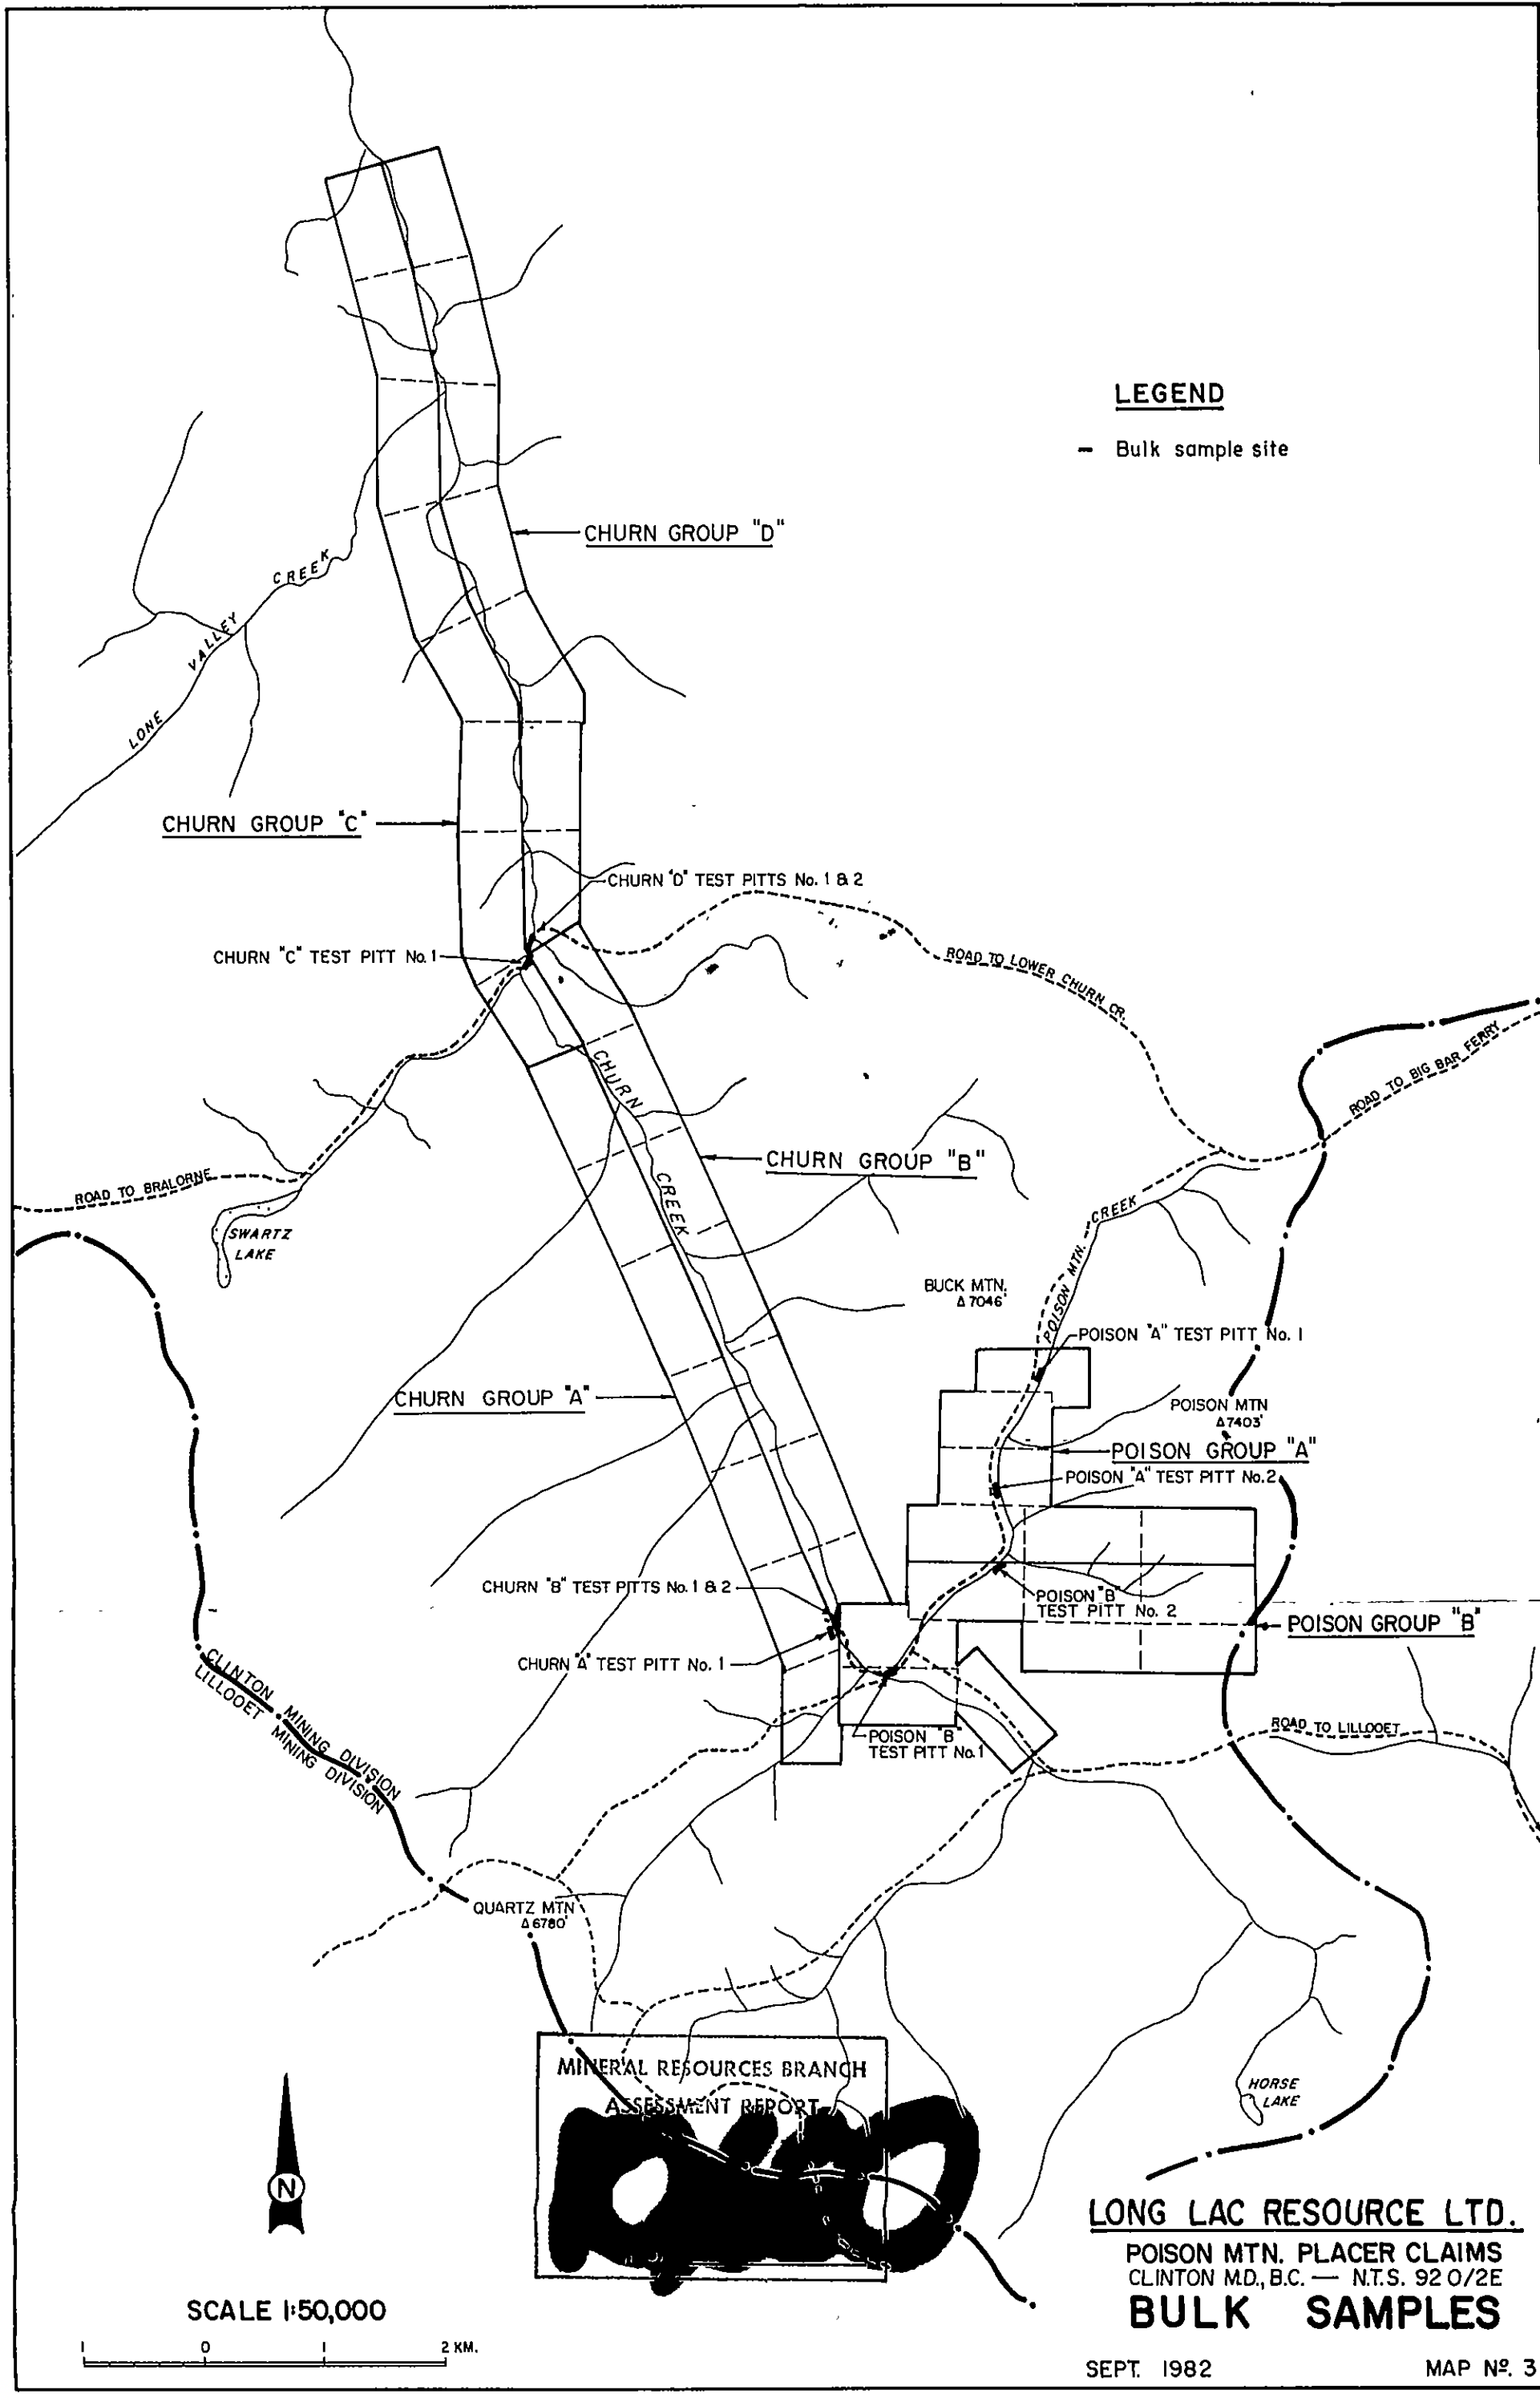 LEGEND
Bulk sample site
CHURN GROUP "D"
CREEK
VALLEY
LONE
CHURN GROUP "C"
CHURN "D" TEST PITTS No. 1 & 2
CHURN "C" TEST PITT No. 1
ROAD TO LOWER CHURN CR.
ROAD TO BIG BAR FERRY
CHURN
CREEK
CHURN GROUP "B"
ROAD TO BRALORNE
SWARTZ
LAKE
CREEK
POISON MTN.
BUCK MTN.
Δ 7046'
POISON "A" TEST PITT No. 1
CHURN GROUP "A"
POISON MTN
Δ7403'
POISON GROUP "A"
POISON "A" TEST PITT No. 2
CHURN "B" TEST PITTS No. 1 & 2
POISON "B"
TEST PITT No. 2
POISON GROUP "B"
CHURN "A" TEST PITT No. 1
CLINTON MINING DIVISION
LILLOOET MINING DIVISION
POISON "B"
TEST PITT No. 1
ROAD TO LILLOOET
QUARTZ MTN
Δ 6780'
MINERAL RESOURCES BRANCH
ASSESSMENT REPORT
HORSE
LAKE
N
LONG LAC RESOURCE LTD.
POISON MTN. PLACER CLAIMS
CLINTON M.D., B.C. — N.T.S. 92 O/2E
BULK SAMPLES
SCALE 1:50,000
1 0 1 2 KM.
SEPT. 1982 MAP Nº. 3